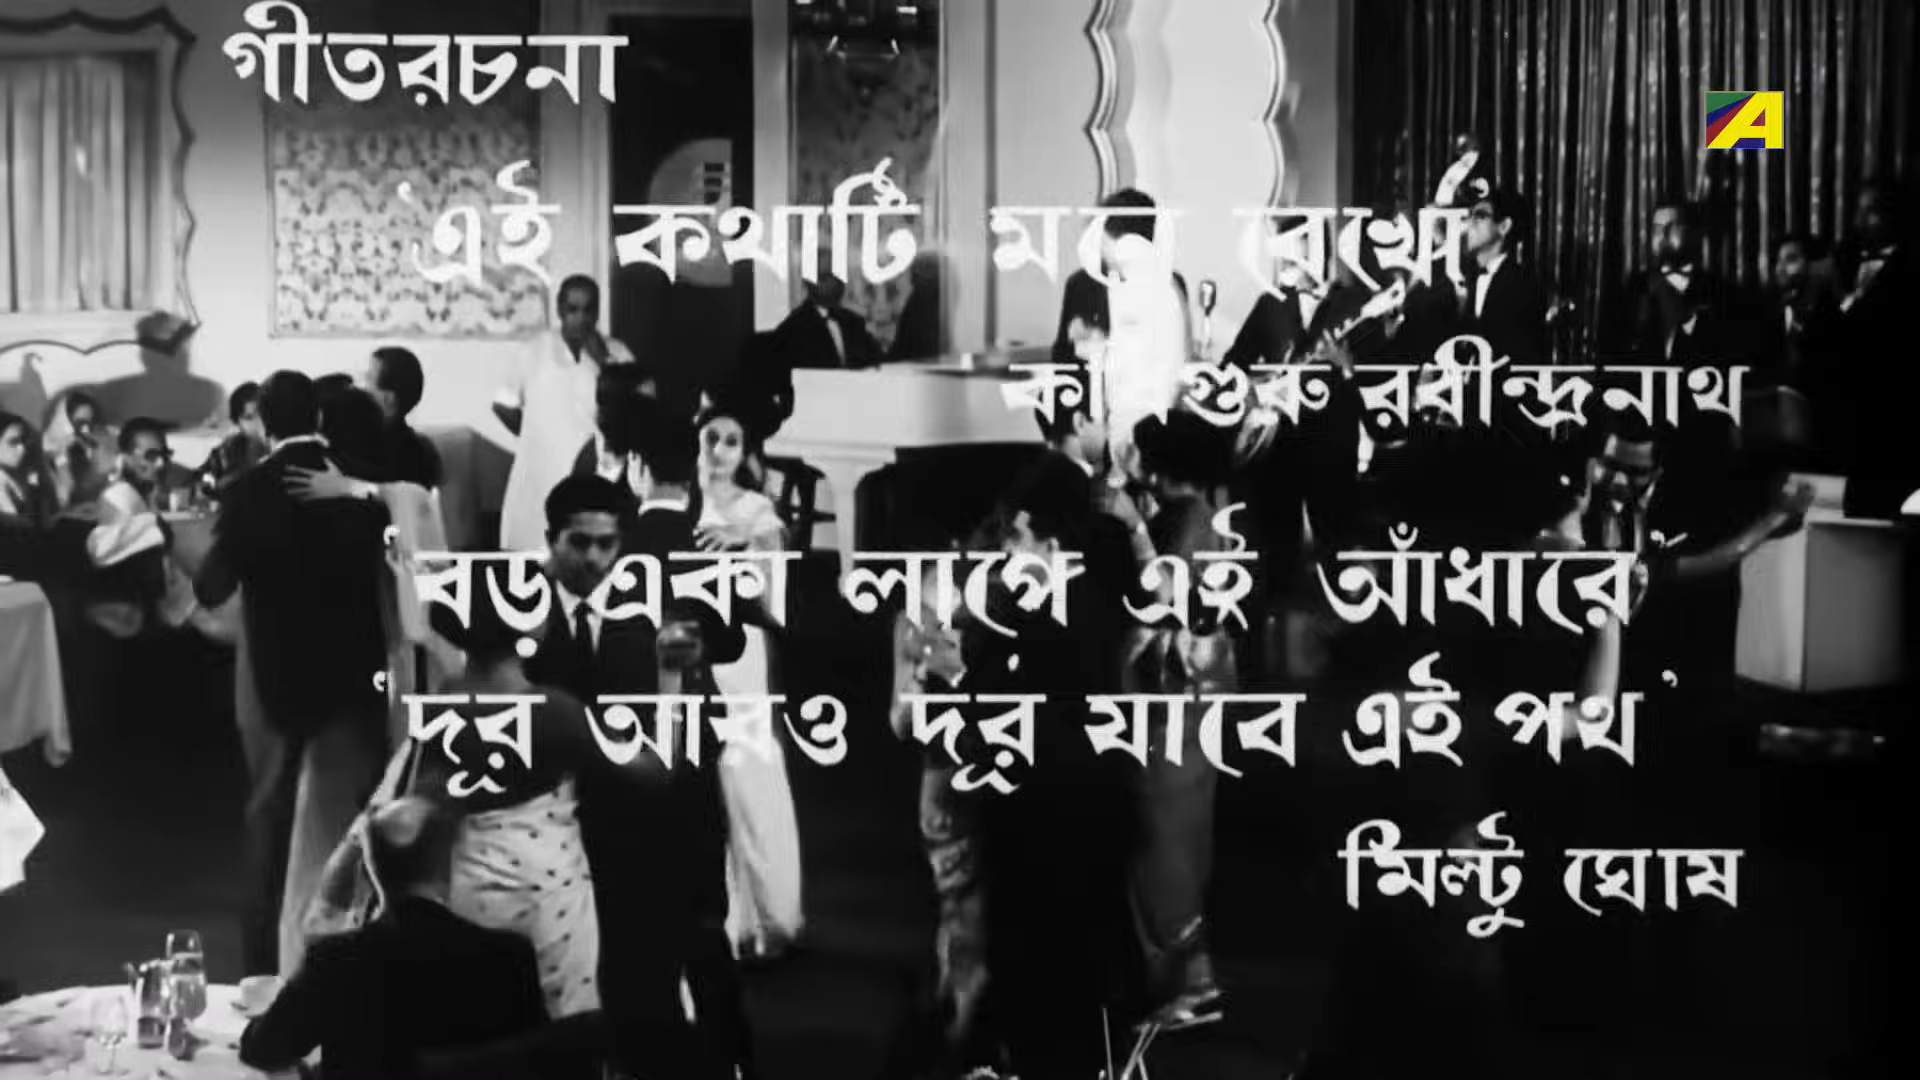 গীতরচনা
'এই কথাটি মনে রেখো'
কবিগুরু রবীন্দ্রনাথ
'বড় একা লাগে এই আঁধারে'
'দূর আরও দূর যাবে এই পথ'
মিল্টু ঘোষ
A